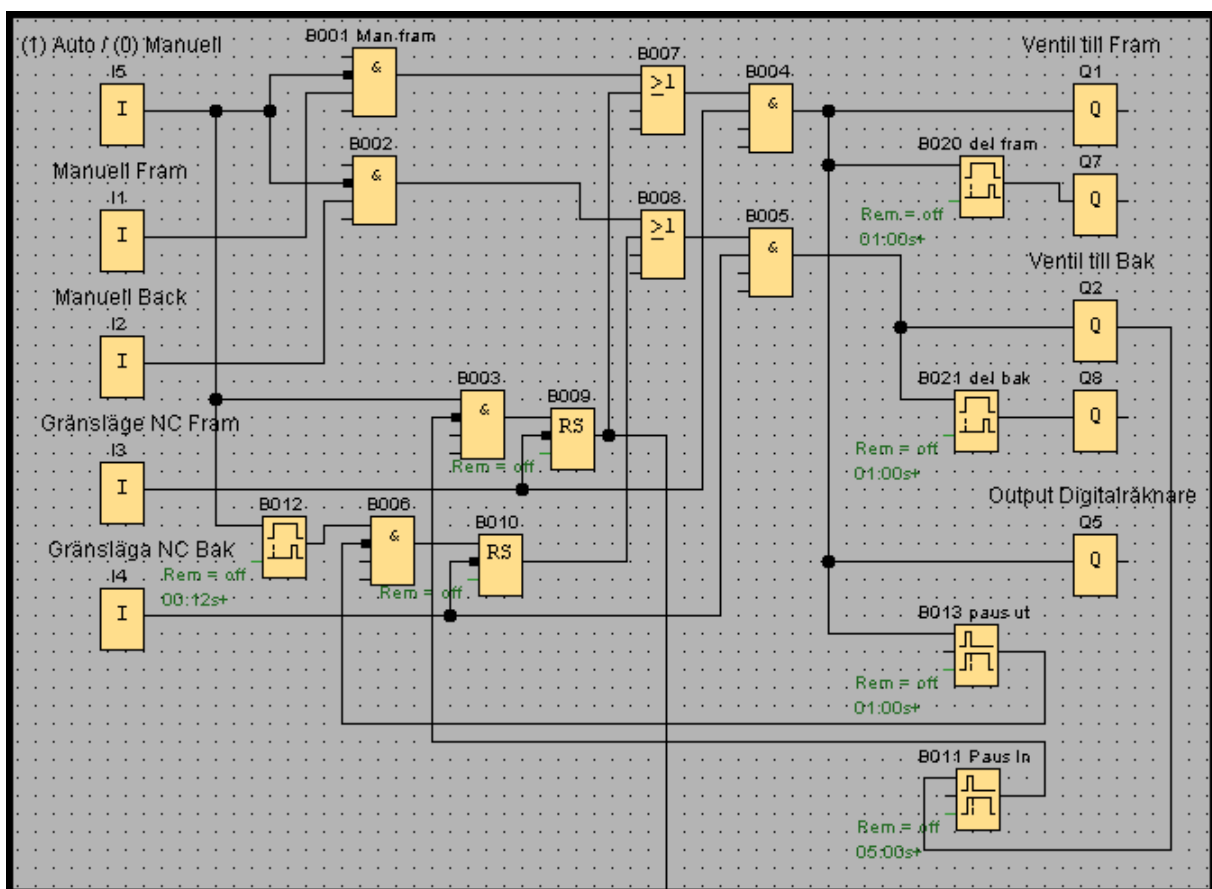 (1) Auto / (0) Manuell
I5
I
Manuell Fram
I1
I
Manuell Back
I2
I
Gränsläge NC Fram
I3
I
Gränsläga NC Bak
I4
I
B001 Man fram
&
B002
&
B003
&
B009
RS
Rem = off
B012
Rem = off
00:12s+
B006
&
B010
RS
Rem = off
B007
>1
B008
>1
B004
&
B005
&
Ventil till Fram
Q1
Q
B020 del fram
Rem = off
01:00s+
Q7
Q
Ventil till Bak
Q2
Q
B021 del bak
Rem = off
01:00s+
Q8
Q
Output Digitalräknare
Q5
Q
B013 paus ut
Rem = off
01:00s+
B011 Paus In
Rem = off
05:00s+